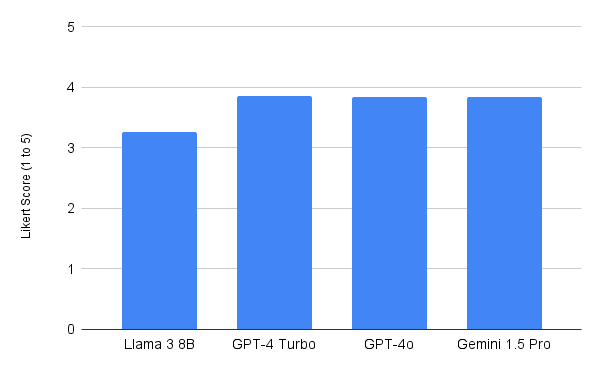 Likert Score (1 to 5)
5
4
3
2
1
0
Llama 3 8B
GPT-4 Turbo
GPT-4o
Gemini 1.5 Pro